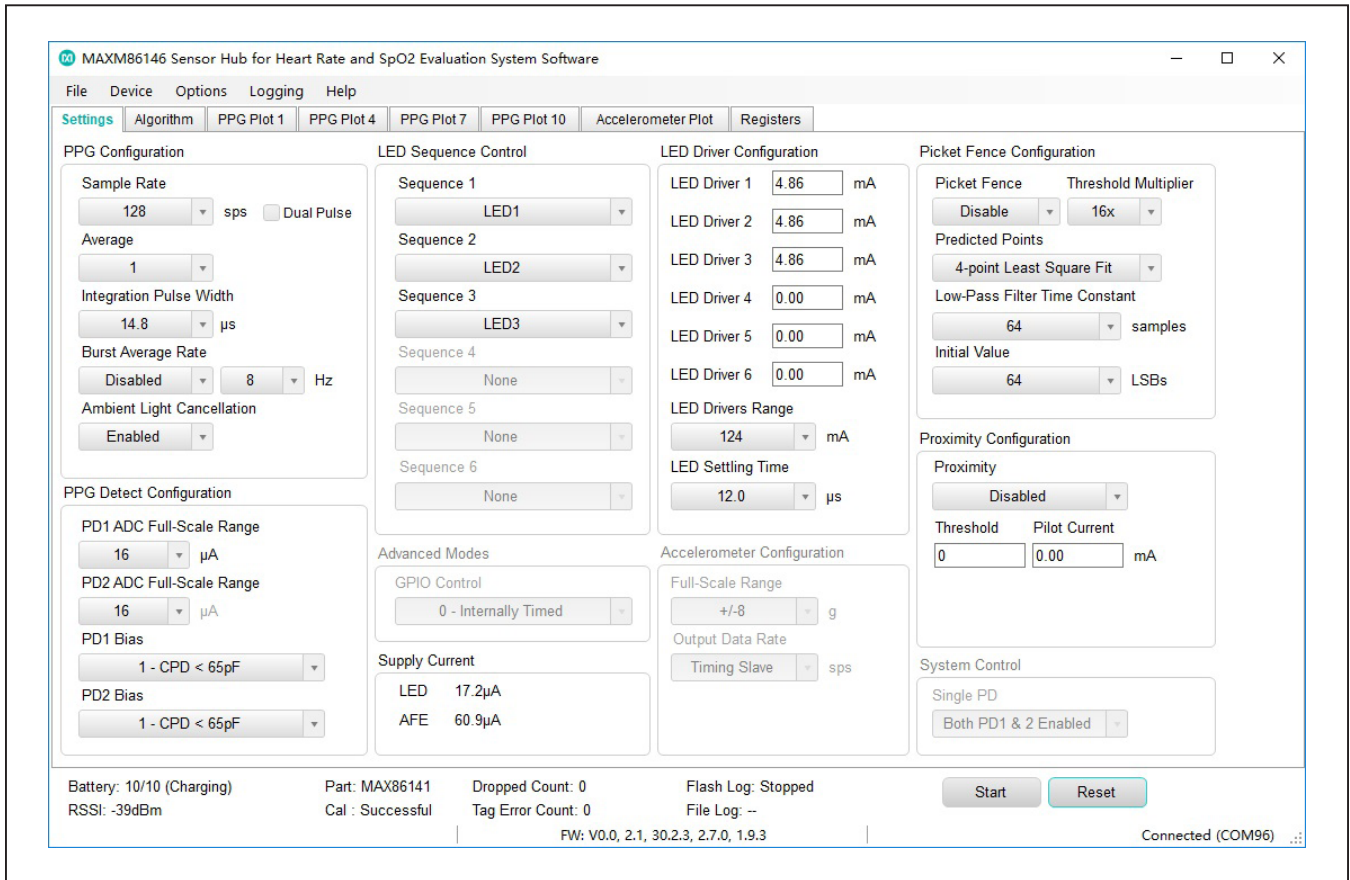 MAXM86146 Sensor Hub for Heart Rate and SpO2 Evaluation System Software
File Device Options Logging Help
Settings Algorithm PPG Plot 1 PPG Plot 4 PPG Plot 7 PPG Plot 10 Accelerometer Plot Registers
PPG Configuration
Sample Rate
128 sps Dual Pulse
Average
1
Integration Pulse Width
14.8 µs
Burst Average Rate
Disabled 8 Hz
Ambient Light Cancellation
Enabled
PPG Detect Configuration
PD1 ADC Full-Scale Range
16 µA
PD2 ADC Full-Scale Range
16 µA
PD1 Bias
1 - CPD < 65pF
PD2 Bias
1 - CPD < 65pF
LED Sequence Control
Sequence 1
LED1
Sequence 2
LED2
Sequence 3
LED3
Sequence 4
None
Sequence 5
None
Sequence 6
None
Advanced Modes
GPIO Control
0 - Internally Timed
Supply Current
LED 17.2µA
AFE 60.9µA
LED Driver Configuration
LED Driver 1 4.86 mA
LED Driver 2 4.86 mA
LED Driver 3 4.86 mA
LED Driver 4 0.00 mA
LED Driver 5 0.00 mA
LED Driver 6 0.00 mA
LED Drivers Range
124 mA
LED Settling Time
12.0 µs
Accelerometer Configuration
Full-Scale Range
+/-8 g
Output Data Rate
Timing Slave sps
Picket Fence Configuration
Picket Fence Threshold Multiplier
Disable 16x
Predicted Points
4-point Least Square Fit
Low-Pass Filter Time Constant
64 samples
Initial Value
64 LSBs
Proximity Configuration
Proximity
Disabled
Threshold Pilot Current
0 0.00 mA
System Control
Single PD
Both PD1 & 2 Enabled
Battery: 10/10 (Charging) Part: MAX86141 Dropped Count: 0 Flash Log: Stopped Start Reset
RSSI: -39dBm Cal : Successful Tag Error Count: 0 File Log: --
FW: V0.0, 2.1, 30.2.3, 2.7.0, 1.9.3 Connected (COM96)